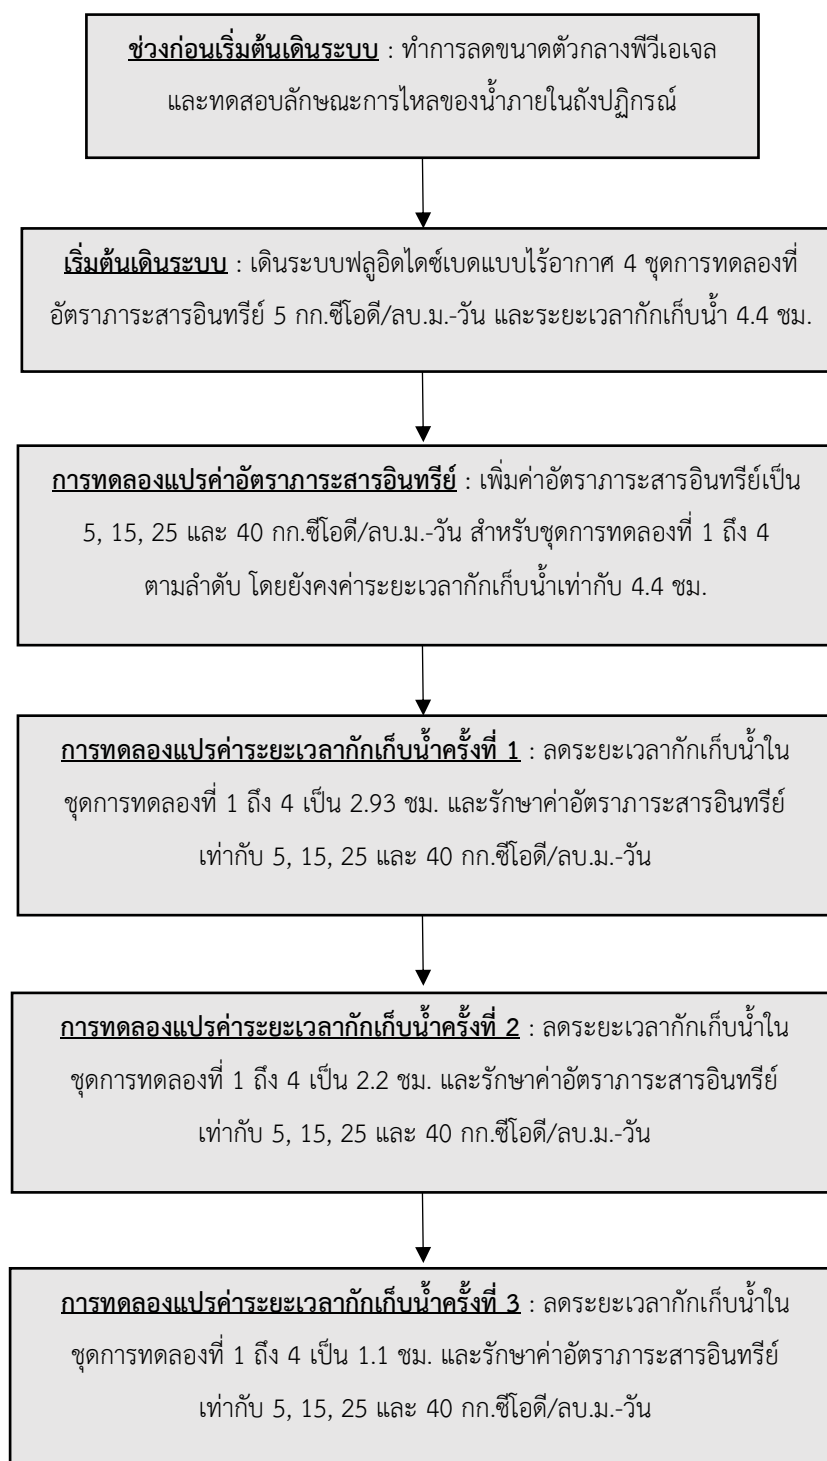 ช่วงก่อนเริ่มต้นเดินระบบ : ทำการลดขนาดตัวกลางพีวีเอเจล
และทดสอบลักษณะการไหลของน้ำภายในถังปฏิกรณ์
เริ่มต้นเดินระบบ : เดินระบบฟลูอิดไดซ์เบดแบบไร้อากาศ 4 ชุดการทดลองที่
อัตราภาระสารอินทรีย์ 5 กก.ซีโอดี/ลบ.ม.-วัน และระยะเวลากักเก็บน้ำ 4.4 ชม.
การทดลองแปรค่าอัตราภาระสารอินทรีย์ : เพิ่มค่าอัตราภาระสารอินทรีย์เป็น
5, 15, 25 และ 40 กก.ซีโอดี/ลบ.ม.-วัน สำหรับชุดการทดลองที่ 1 ถึง 4
ตามลำดับ โดยยังคงค่าระยะเวลากักเก็บน้ำเท่ากับ 4.4 ชม.
การทดลองแปรค่าระยะเวลากักเก็บน้ำครั้งที่ 1 : ลดระยะเวลากักเก็บน้ำใน
ชุดการทดลองที่ 1 ถึง 4 เป็น 2.93 ชม. และรักษาค่าอัตราภาระสารอินทรีย์
เท่ากับ 5, 15, 25 และ 40 กก.ซีโอดี/ลบ.ม.-วัน
การทดลองแปรค่าระยะเวลากักเก็บน้ำครั้งที่ 2 : ลดระยะเวลากักเก็บน้ำใน
ชุดการทดลองที่ 1 ถึง 4 เป็น 2.2 ชม. และรักษาค่าอัตราภาระสารอินทรีย์
เท่ากับ 5, 15, 25 และ 40 กก.ซีโอดี/ลบ.ม.-วัน
การทดลองแปรค่าระยะเวลากักเก็บน้ำครั้งที่ 3 : ลดระยะเวลากักเก็บน้ำใน
ชุดการทดลองที่ 1 ถึง 4 เป็น 1.1 ชม. และรักษาค่าอัตราภาระสารอินทรีย์
เท่ากับ 5, 15, 25 และ 40 กก.ซีโอดี/ลบ.ม.-วัน